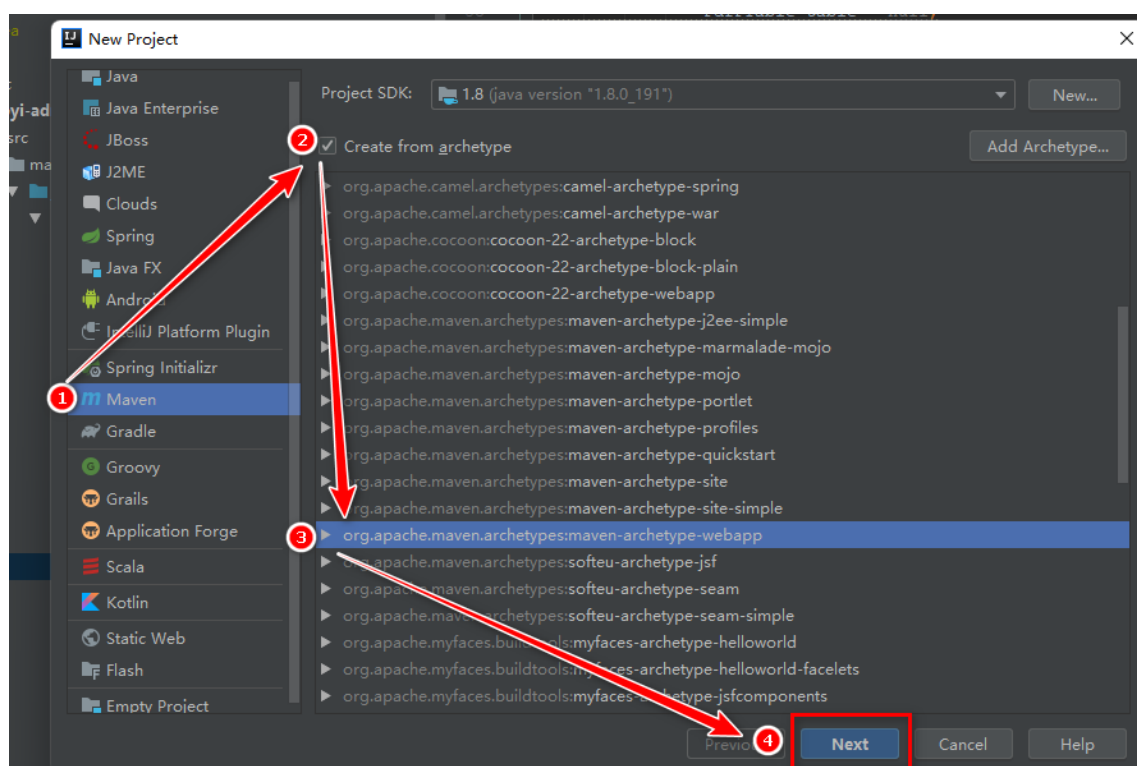 New Project
Java
Java Enterprise
JBoss
J2ME
Clouds
Spring
Java FX
Android
IntelliJ Platform Plugin
Spring Initializr
1
Maven
Gradle
Groovy
Grails
Application Forge
Scala
Kotlin
Static Web
Flash
Empty Project
yi-ad
src
ma
Project SDK: 1.8 (java version "1.8.0_191") New...
2 Create from archetype Add Archetype...
org.apache.camel.archetypes:camel-archetype-spring
org.apache.camel.archetypes:camel-archetype-war
org.apache.cocoon:cocoon-22-archetype-block
org.apache.cocoon:cocoon-22-archetype-block-plain
org.apache.cocoon:cocoon-22-archetype-webapp
org.apache.maven.archetypes:maven-archetype-j2ee-simple
org.apache.maven.archetypes:maven-archetype-marmalade-mojo
org.apache.maven.archetypes:maven-archetype-mojo
org.apache.maven.archetypes:maven-archetype-portlet
org.apache.maven.archetypes:maven-archetype-profiles
org.apache.maven.archetypes:maven-archetype-quickstart
org.apache.maven.archetypes:maven-archetype-site
org.apache.maven.archetypes:maven-archetype-site-simple
3 org.apache.maven.archetypes:maven-archetype-webapp
org.apache.maven.archetypes:softeu-archetype-jsf
org.apache.maven.archetypes:softeu-archetype-seam
org.apache.maven.archetypes:softeu-archetype-seam-simple
org.apache.myfaces.buildtools:myfaces-archetype-helloworld
org.apache.myfaces.buildtools:myfaces-archetype-helloworld-facelets
org.apache.myfaces.buildtools:myfaces-archetype-jsfcomponents
Previous 4 Next Cancel Help